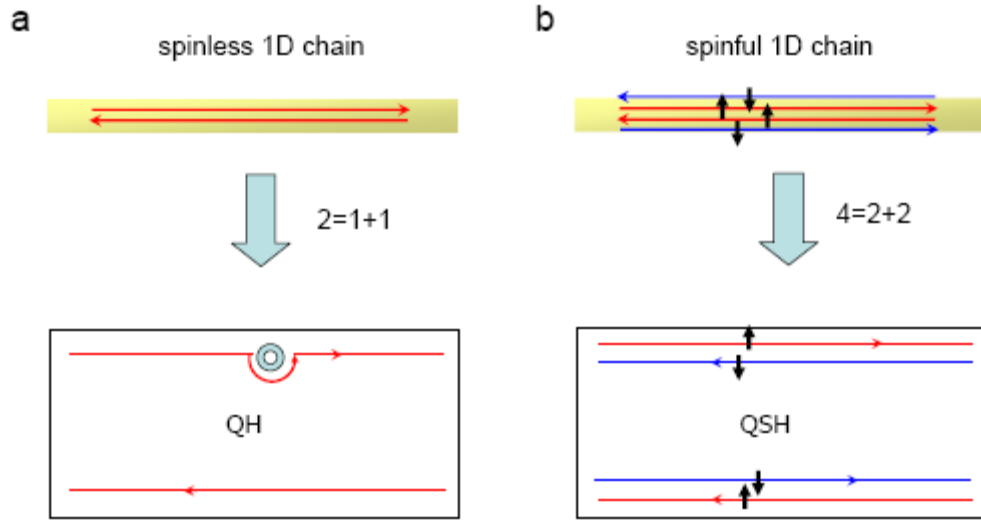 a
spinless 1D chain
2=1+1
QH
b
spinful 1D chain
4=2+2
QSH